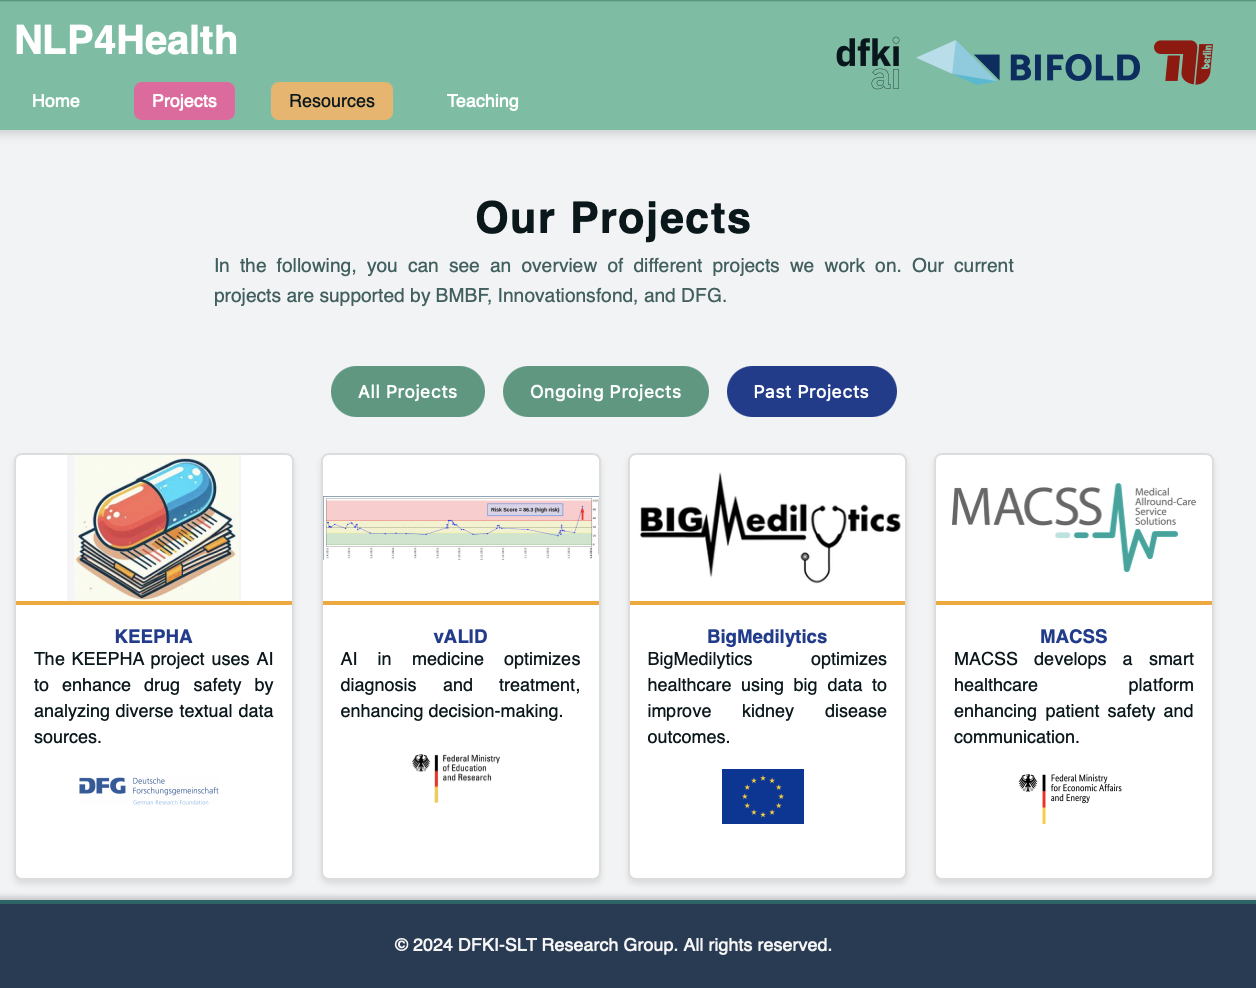 NLP4Health
dfki
ai
BIFOLD
TU
berlin
Home
Projects
Resources
Teaching
Our Projects
In the following, you can see an overview of different projects we work on. Our current
projects are supported by BMBF, Innovationsfond, and DFG.
All Projects
Ongoing Projects
Past Projects
Risk Score = 86.3 (high risk)
BIGMedilytics
MACSS
Medical
Allround-Care
Service
Solutions
KEEPHA
The KEEPHA project uses AI
to enhance drug safety by
analyzing diverse textual data
sources.
DFG
Deutsche
Forschungsgemeinschaft
German Research Foundation
vALID
AI in medicine optimizes
diagnosis and treatment,
enhancing decision-making.
Federal Ministry
of Education
and Research
BigMedilytics
BigMedilytics optimizes
healthcare using big data to
improve kidney disease
outcomes.
MACSS
MACSS develops a smart
healthcare platform
enhancing patient safety and
communication.
Federal Ministry
for Economic Affairs
and Energy
© 2024 DFKI-SLT Research Group. All rights reserved.